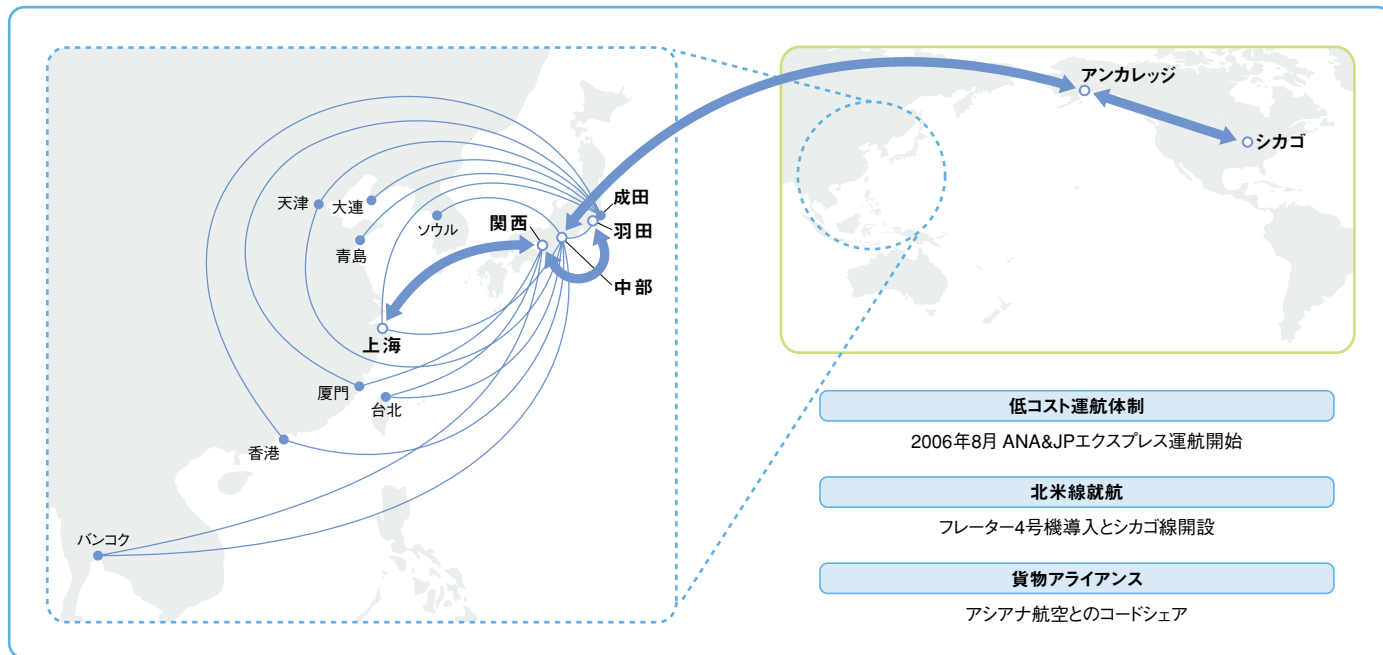 アンカレッジ
シカゴ
天津
大連
ソウル
青島
関西
成田
羽田
中部
上海
厦門
台北
香港
バンコク
低コスト運航体制
2006年8月 ANA&JPエクスプレス運航開始
北米線就航
フレーター4号機導入とシカゴ線開設
貨物アライアンス
アシアナ航空とのコードシェア